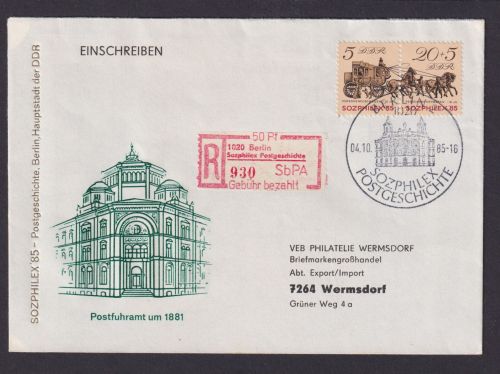 EINSCHREIBEN
SOZPHILEX '85 – Postgeschichte, Berlin, Hauptstadt der DDR
5 DDR
20+5
DDR
SOZPHILEX'85
SOZPHILEX'85
BERLIN
1020
04.10.
85-16
SOZPHILEX
POSTGESCHICHTE
50 Pf
R
1020 Berlin
Sozphilex Postgeschichte
930 SbPA
Gebühr bezahlt
VEB PHILATELIE WERMSDORF
Briefmarkengroßhandel
Abt. Export/Import
7264 Wermsdorf
Grüner Weg 4 a
Postfuhramt um 1881